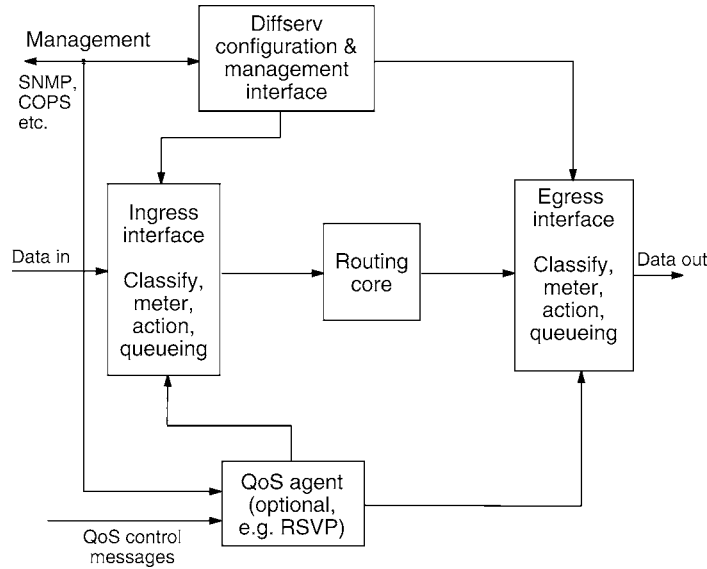 Diffserv
configuration &
management
interface
Management
SNMP,
COPS
etc.
Ingress
interface
Classify,
meter,
action,
queueing
Routing
core
Egress
interface
Classify,
meter,
action,
queueing
Data in
Data out
QoS agent
(optional,
e.g. RSVP)
QoS control
messages